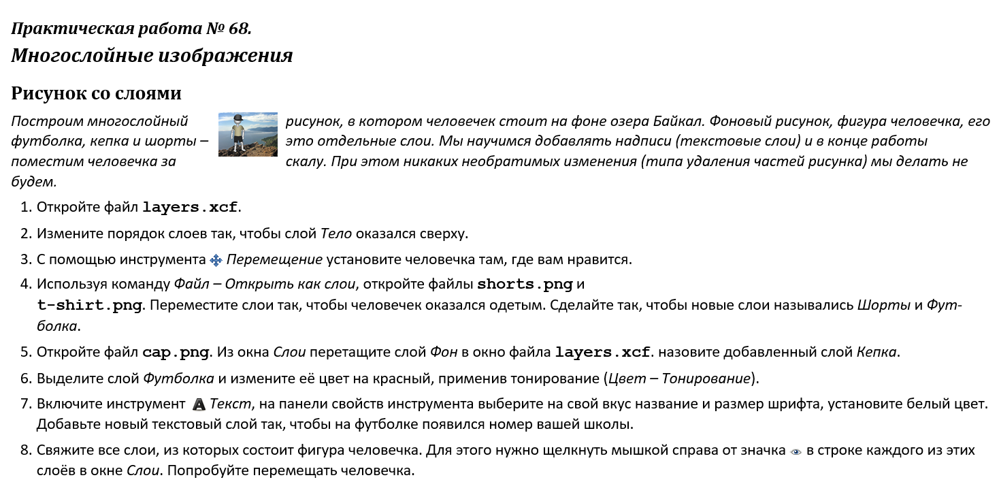 Практическая работа № 68.
Многослойные изображения
Рисунок со слоями
Построим многослойный рисунок, в котором человечек стоит на фоне озера Байкал. Фоновый рисунок, фигура человечка, его
футболка, кепка и шорты – это отдельные слои. Мы научимся добавлять надписи (текстовые слои) и в конце работы
поместим человечка за скалу. При этом никаких необратимых изменения (типа удаления частей рисунка) мы делать не
будем.
1. Откройте файл layers.xcf.
2. Измените порядок слоев так, чтобы слой Тело оказался сверху.
3. С помощью инструмента Перемещение установите человечка там, где вам нравится.
4. Используя команду Файл – Открыть как слои, откройте файлы shorts.png и
t-shirt.png. Переместите слои так, чтобы человечек оказался одетым. Сделайте так, чтобы новые слои назывались Шорты и Фут-
болка.
5. Откройте файл cap.png. Из окна Слои перетащите слой Фон в окно файла layers.xcf. назовите добавленный слой Кепка.
6. Выделите слой Футболка и измените её цвет на красный, применив тонирование (Цвет – Тонирование).
7. Включите инструмент Текст, на панели свойств инструмента выберите на свой вкус название и размер шрифта, установите белый цвет.
Добавьте новый текстовый слой так, чтобы на футболке появился номер вашей школы.
8. Свяжите все слои, из которых состоит фигура человечка. Для этого нужно щелкнуть мышкой справа от значка в строке каждого из этих
слоёв в окне Слои. Попробуйте перемещать человечка.